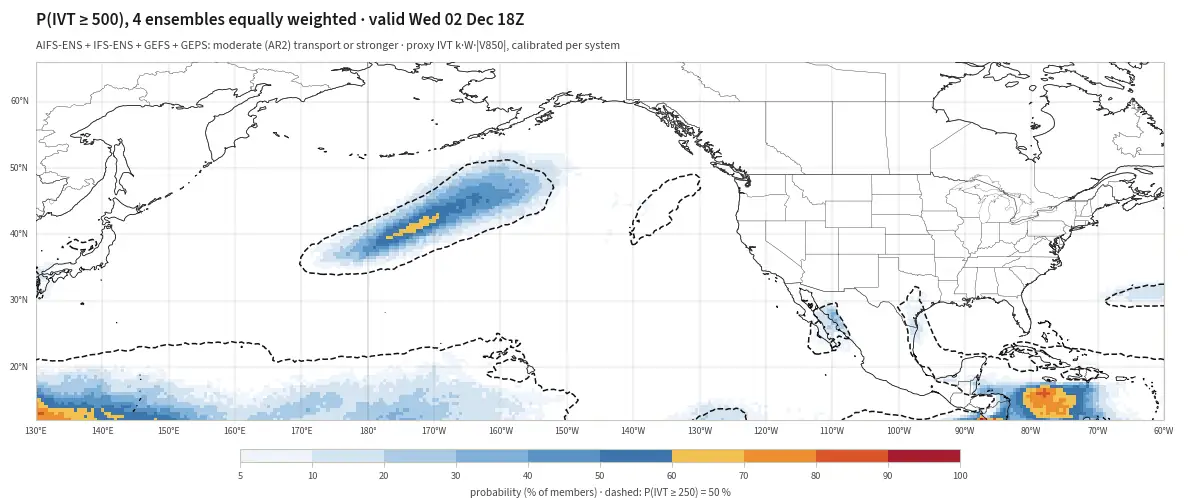 P(IVT ≥ 500), 4 ensembles equally weighted · valid Wed 02 Dec 18Z
AIFS-ENS + IFS-ENS + GEFS + GEPS: moderate (AR2) transport or stronger · proxy IVT k·W·|V850|, calibrated per system
60°N
50°N
40°N
30°N
20°N
130°E 140°E 150°E 160°E 170°E 180° 170°W 160°W 150°W 140°W 130°W 120°W 110°W 100°W 90°W 80°W 70°W 60°W
5 10 20 30 40 50 60 70 80 90 100
probability (% of members) · dashed: P(IVT ≥ 250) = 50 %